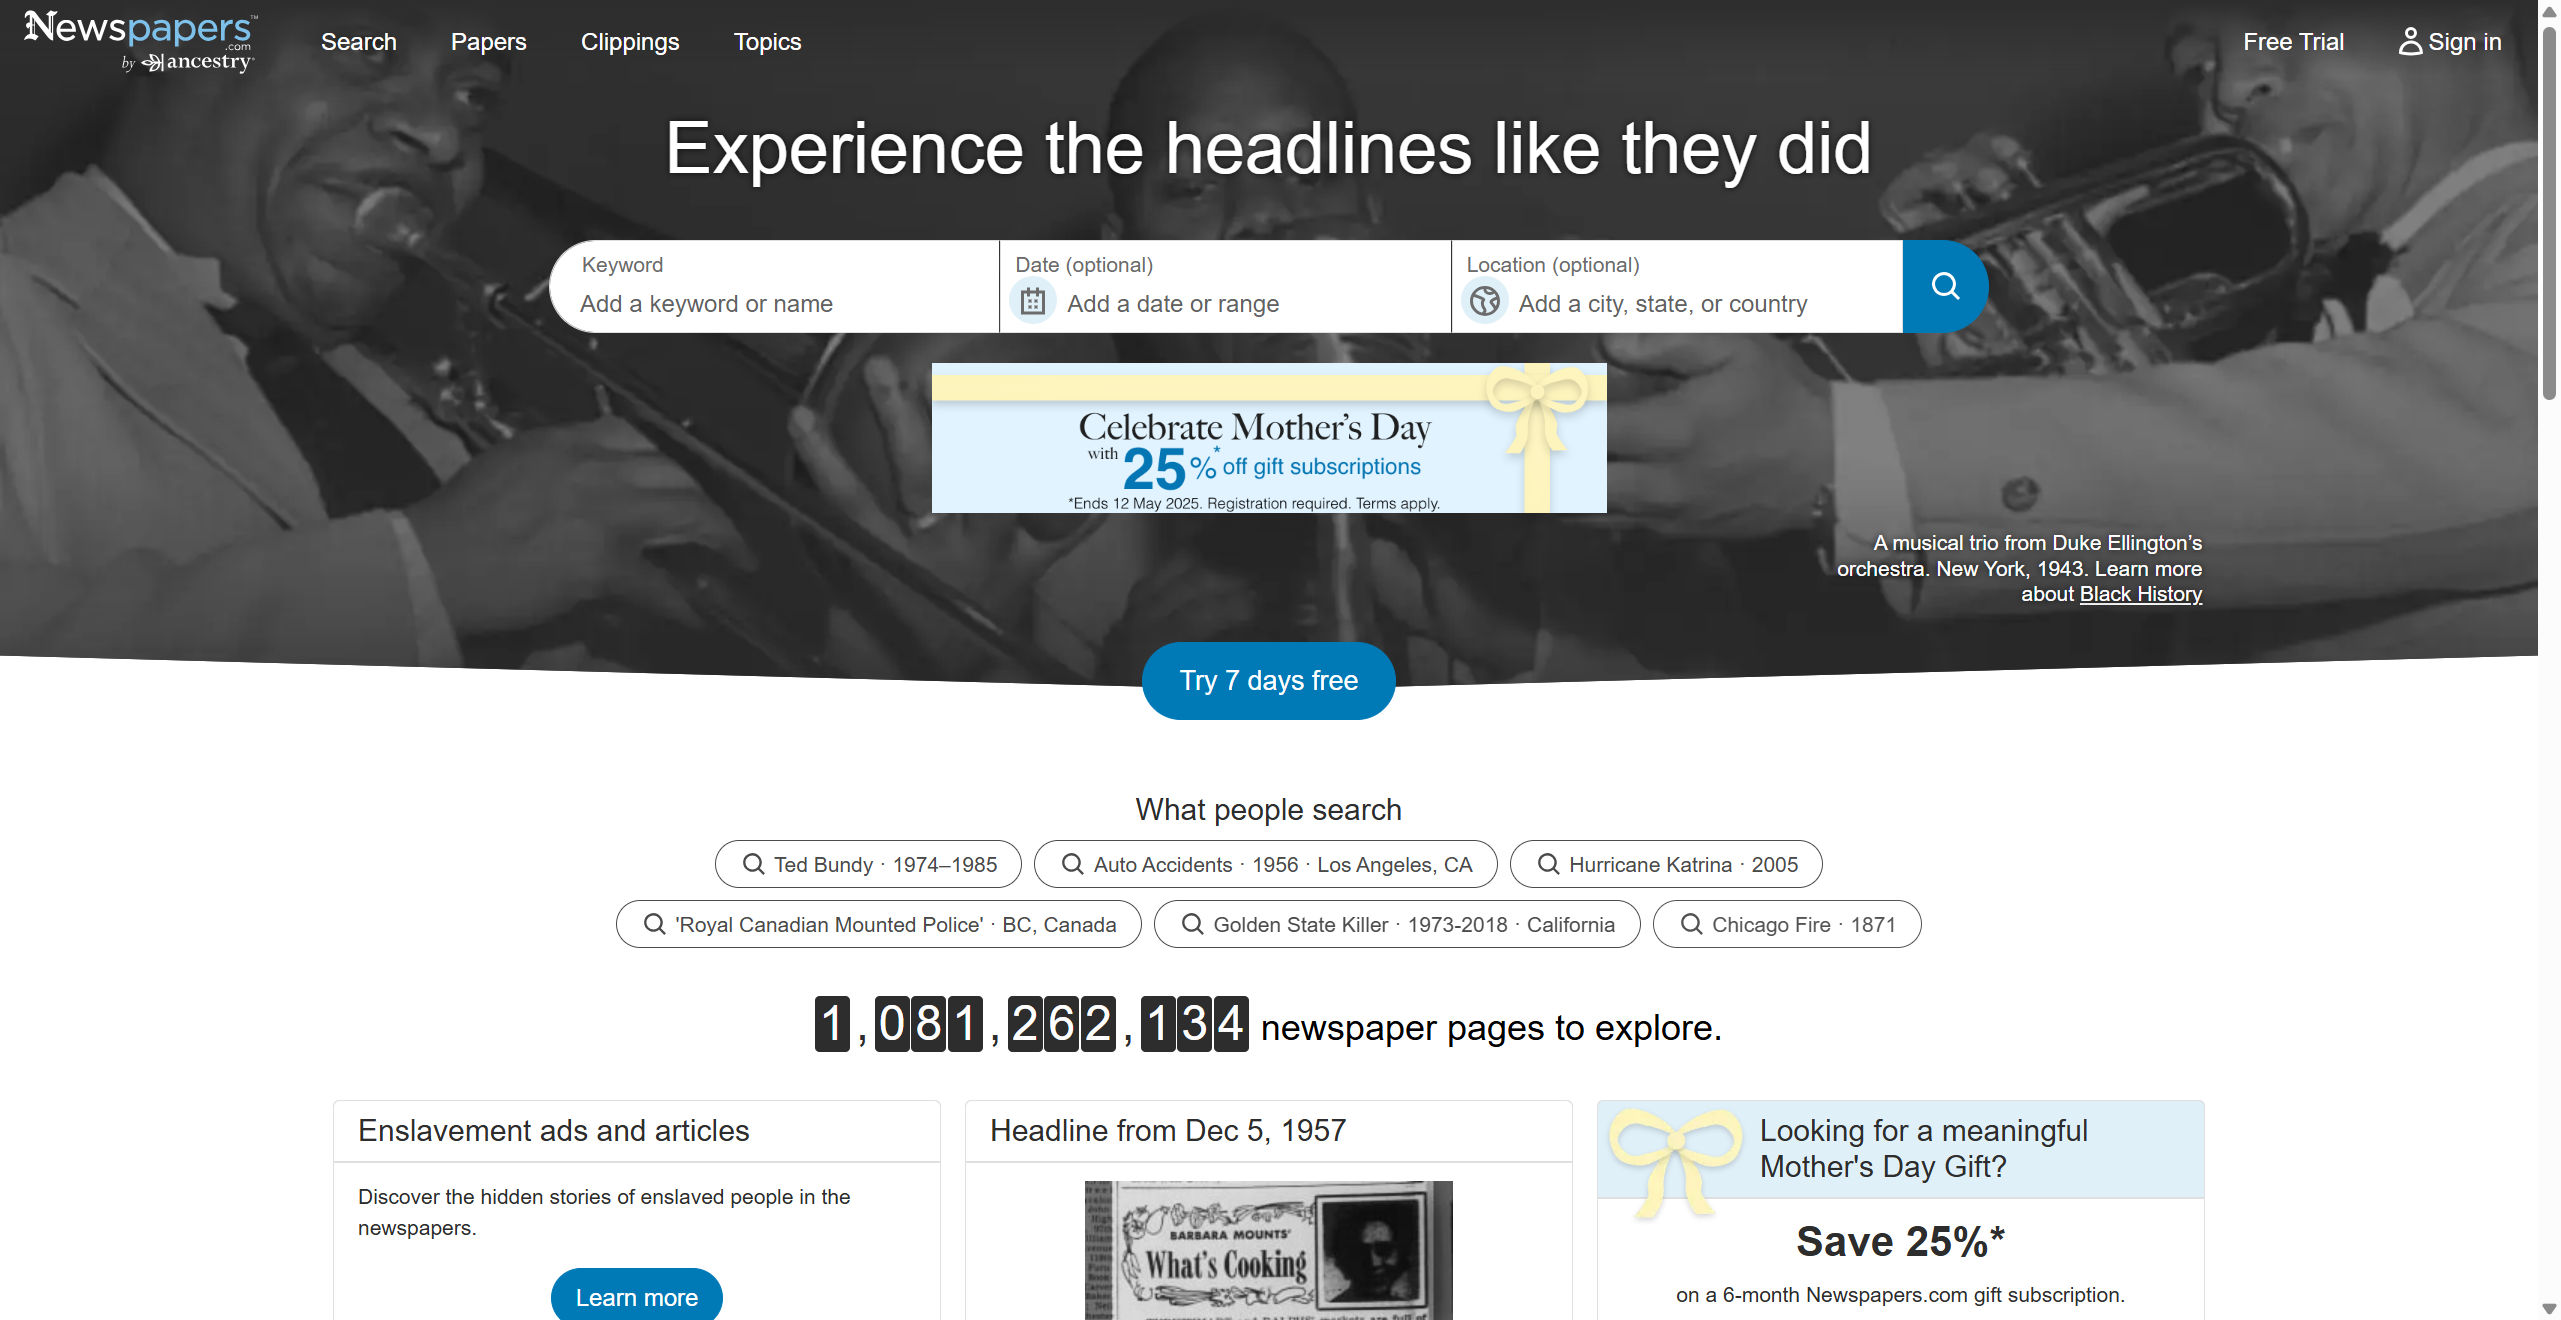 Newspapers™
.com
by ancestry
Search
Papers
Clippings
Topics
Free Trial
Sign in
Experience the headlines like they did
Keyword
Add a keyword or name
Date (optional)
Add a date or range
Location (optional)
Add a city, state, or country
Celebrate Mother’s Day
with 25%* off gift subscriptions
*Ends 12 May 2025. Registration required. Terms apply.
A musical trio from Duke Ellington’s
orchestra. New York, 1943. Learn more
about Black History
Try 7 days free
What people search
Ted Bundy · 1974–1985
Auto Accidents · 1956 · Los Angeles, CA
Hurricane Katrina · 2005
'Royal Canadian Mounted Police' · BC, Canada
Golden State Killer · 1973-2018 · California
Chicago Fire · 1871
1,081,262,134 newspaper pages to explore.
Enslavement ads and articles
Discover the hidden stories of enslaved people in the
newspapers.
Learn more
Headline from Dec 5, 1957
BARBARA MOUNTS'
What's Cooking
Looking for a meaningful
Mother's Day Gift?
Save 25%*
on a 6-month Newspapers.com gift subscription.